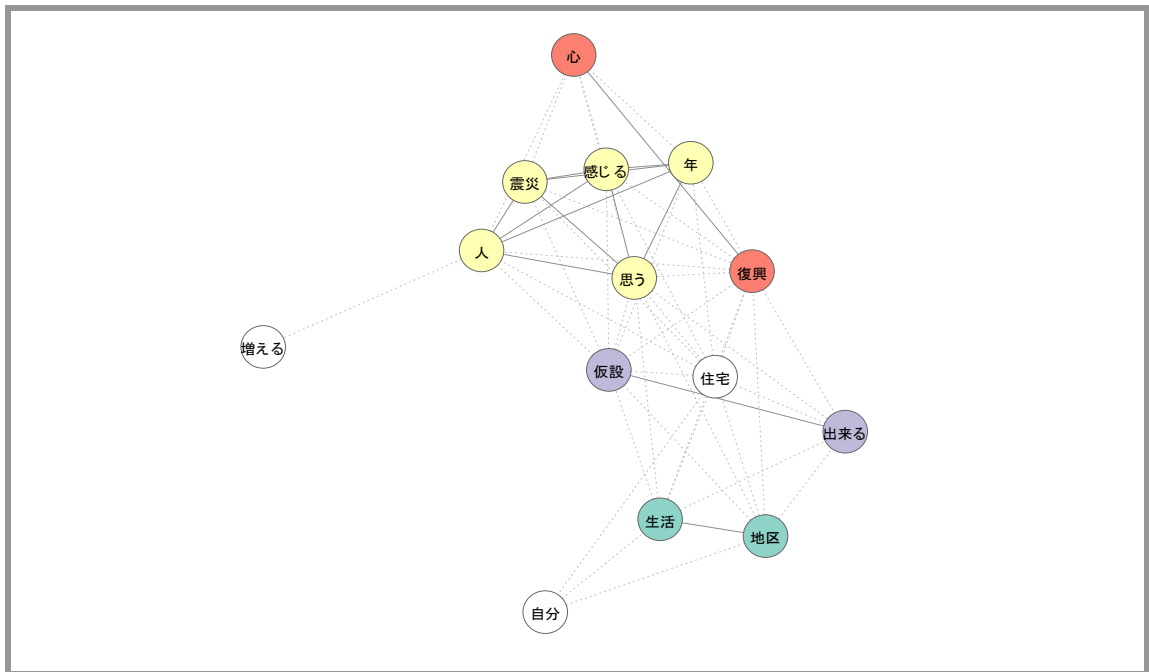 心
感じる
年
震災
人
思う
復興
増える
仮設
住宅
出来る
生活
地区
自分